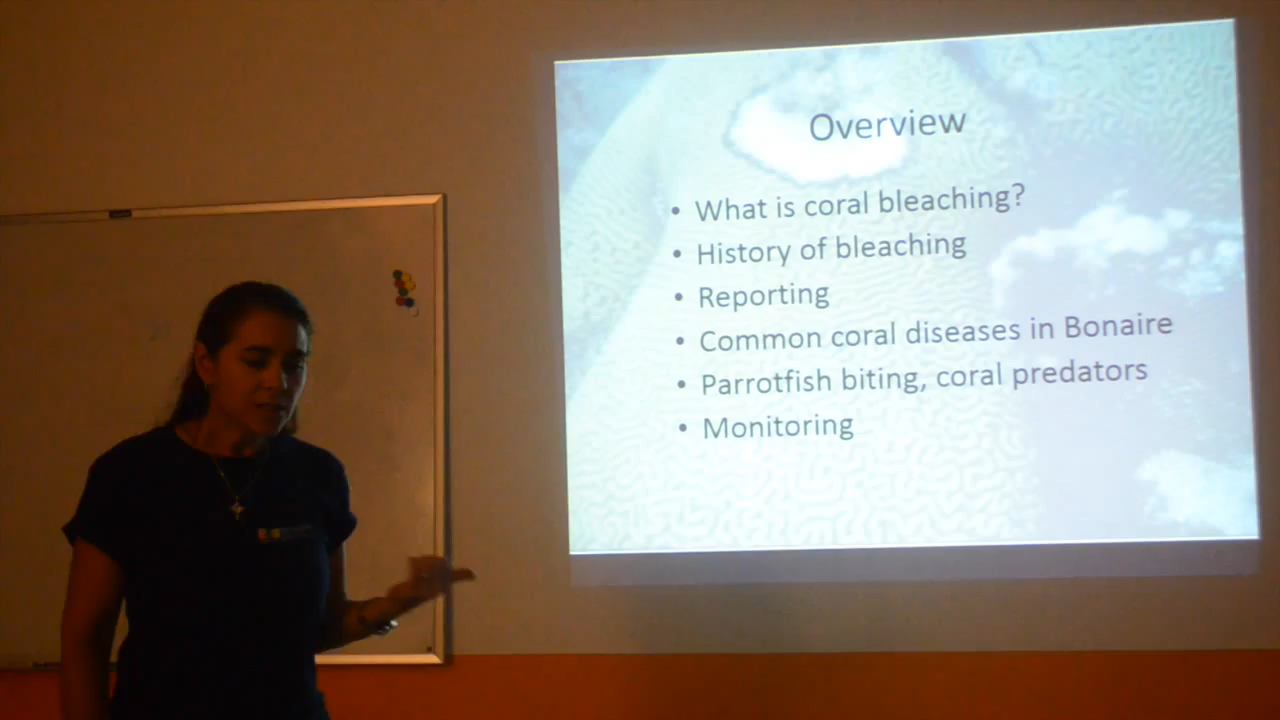 Overview
• What is coral bleaching?
• History of bleaching
• Reporting
• Common coral diseases in Bonaire
• Parrotfish biting, coral predators
• Monitoring